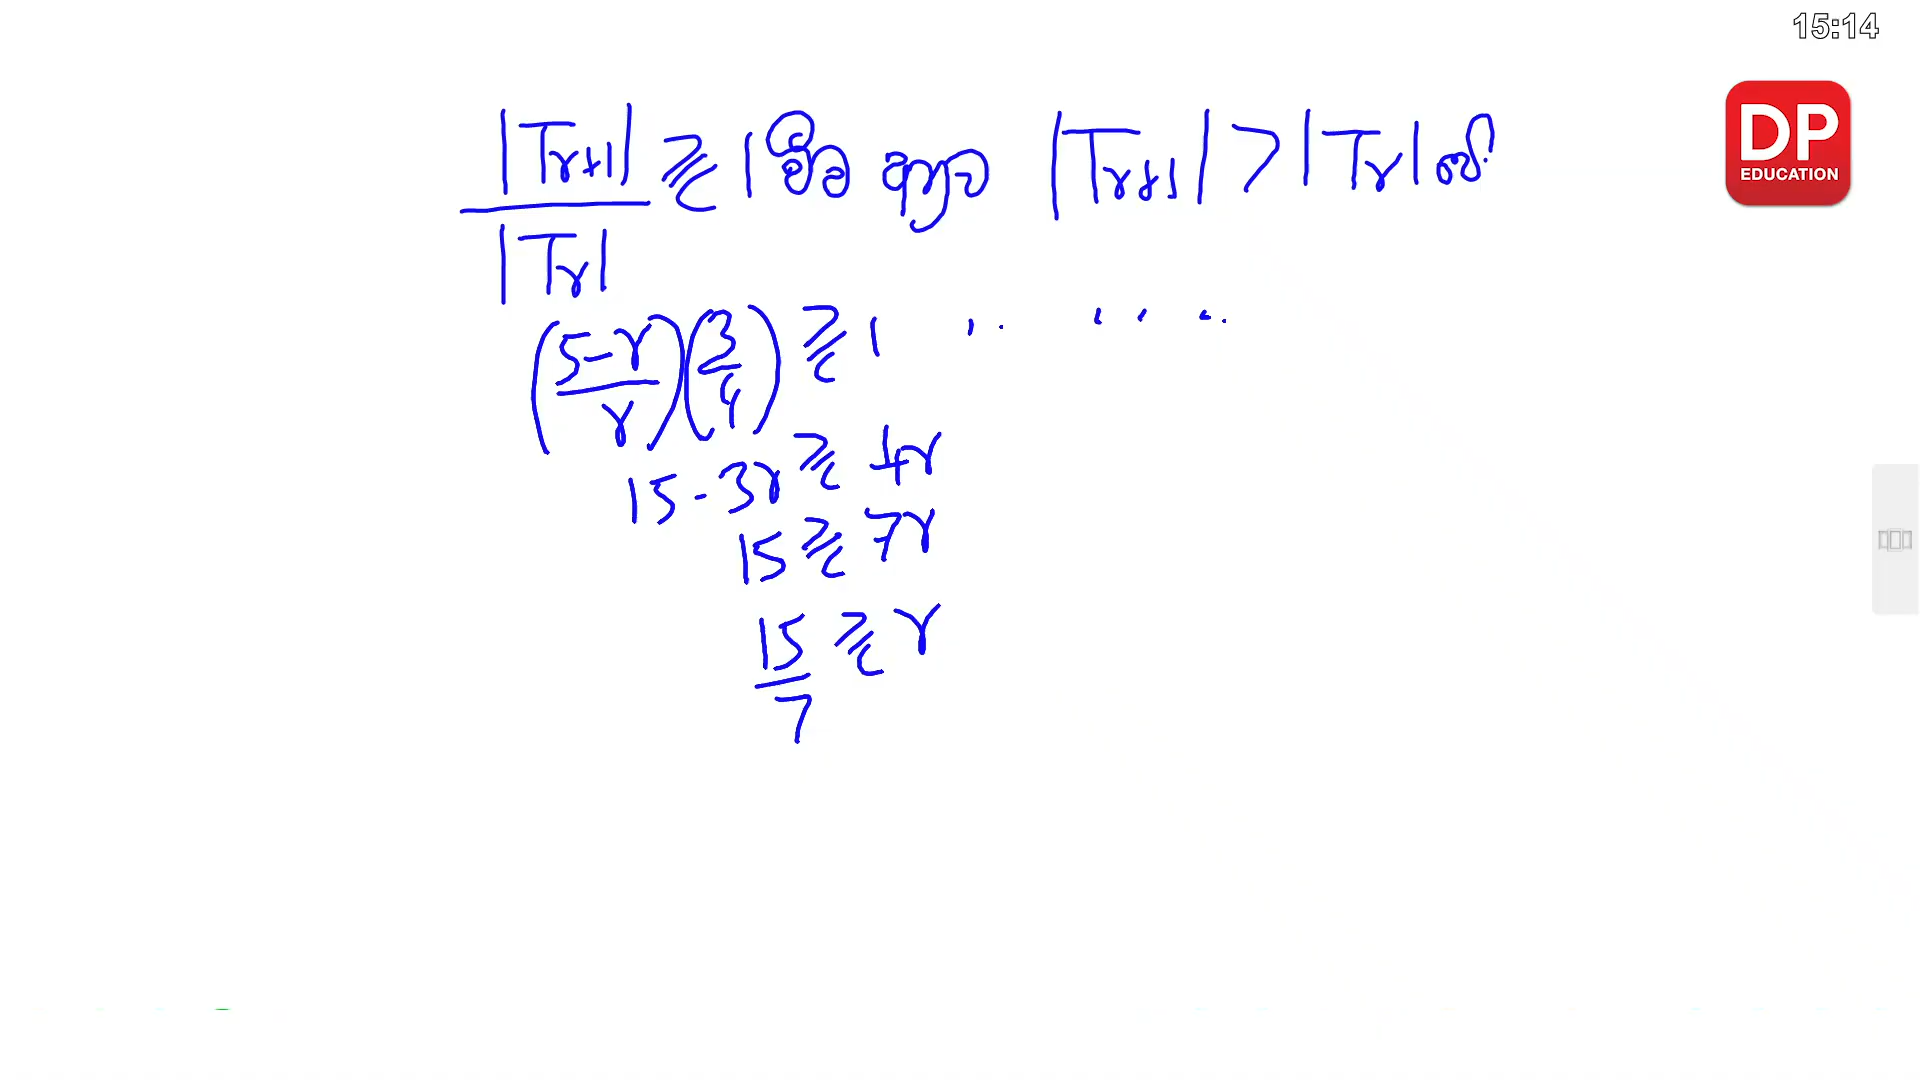 15:14
DP
EDUCATION
|Tr+1| / |Tr| ≥ 1 විට අනුව |Tr+1| > |Tr| වේ.
((5-r)/r)(3/4) ≥ 1 ,, ,, ,,
15 - 3r ≥ 4r
15 ≥ 7r
15/7 ≥ r